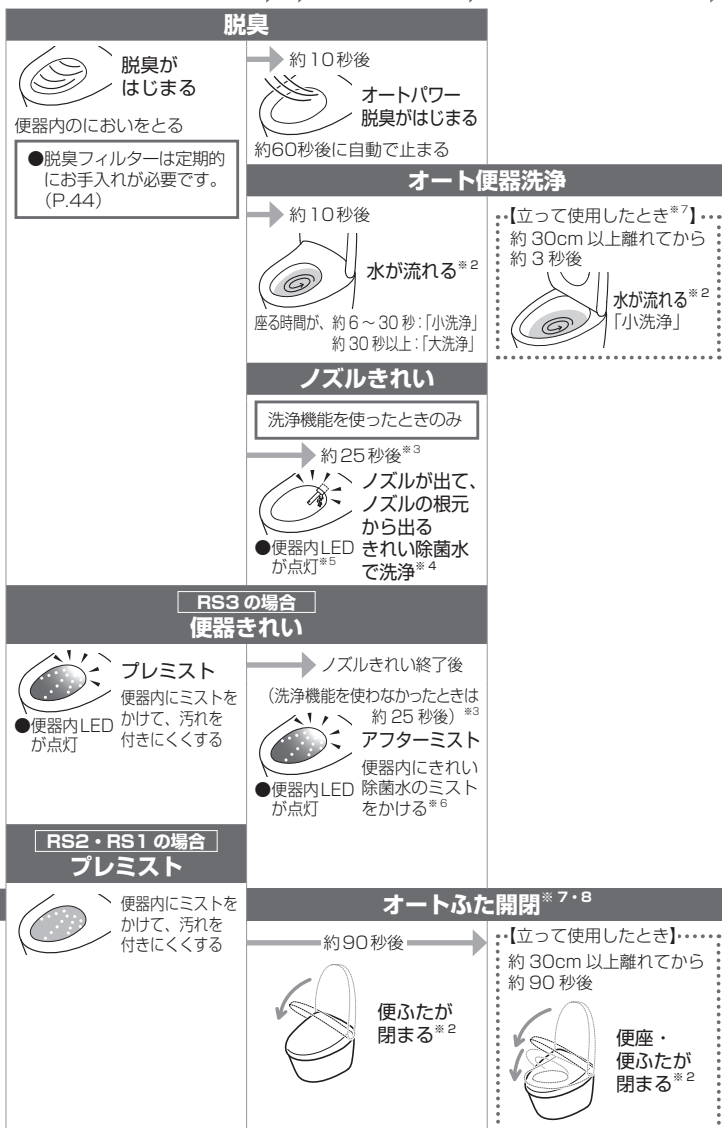 脱臭
脱臭が
はじまる
便器内のにおいをとる
●脱臭フィルターは定期的
にお手入れが必要です。
(P.44)
約10秒後
オートパワー
脱臭がはじまる
約60秒後に自動で止まる
オート便器洗浄
約10秒後
水が流れる※2
座る時間が、約6~30秒:「小洗浄」
約30秒以上:「大洗浄」
【立って使用したとき※7】
約30cm以上離れてから
約3秒後
水が流れる※2
「小洗浄」
ノズルきれい
洗浄機能を使ったときのみ
約25秒後※3
ノズルが出て、
ノズルの根元
から出る
きれい除菌水
で洗浄※4
●便器内LED
が点灯※5
RS3の場合
便器きれい
プレミスト
便器内にミストを
かけて、汚れを
付きにくくする
●便器内LED
が点灯
ノズルきれい終了後
(洗浄機能を使わなかったときは
約25秒後)※3
アフターミスト
便器内にきれい
除菌水のミスト
をかける※6
●便器内LED
が点灯
RS2・RS1の場合
プレミスト
便器内にミストを
かけて、汚れを
付きにくくする
オートふた開閉※7・8
約90秒後
便ふたが
閉まる※2
【立って使用したとき】
約30cm以上離れてから
約90秒後
便座・
便ふたが
閉まる※2